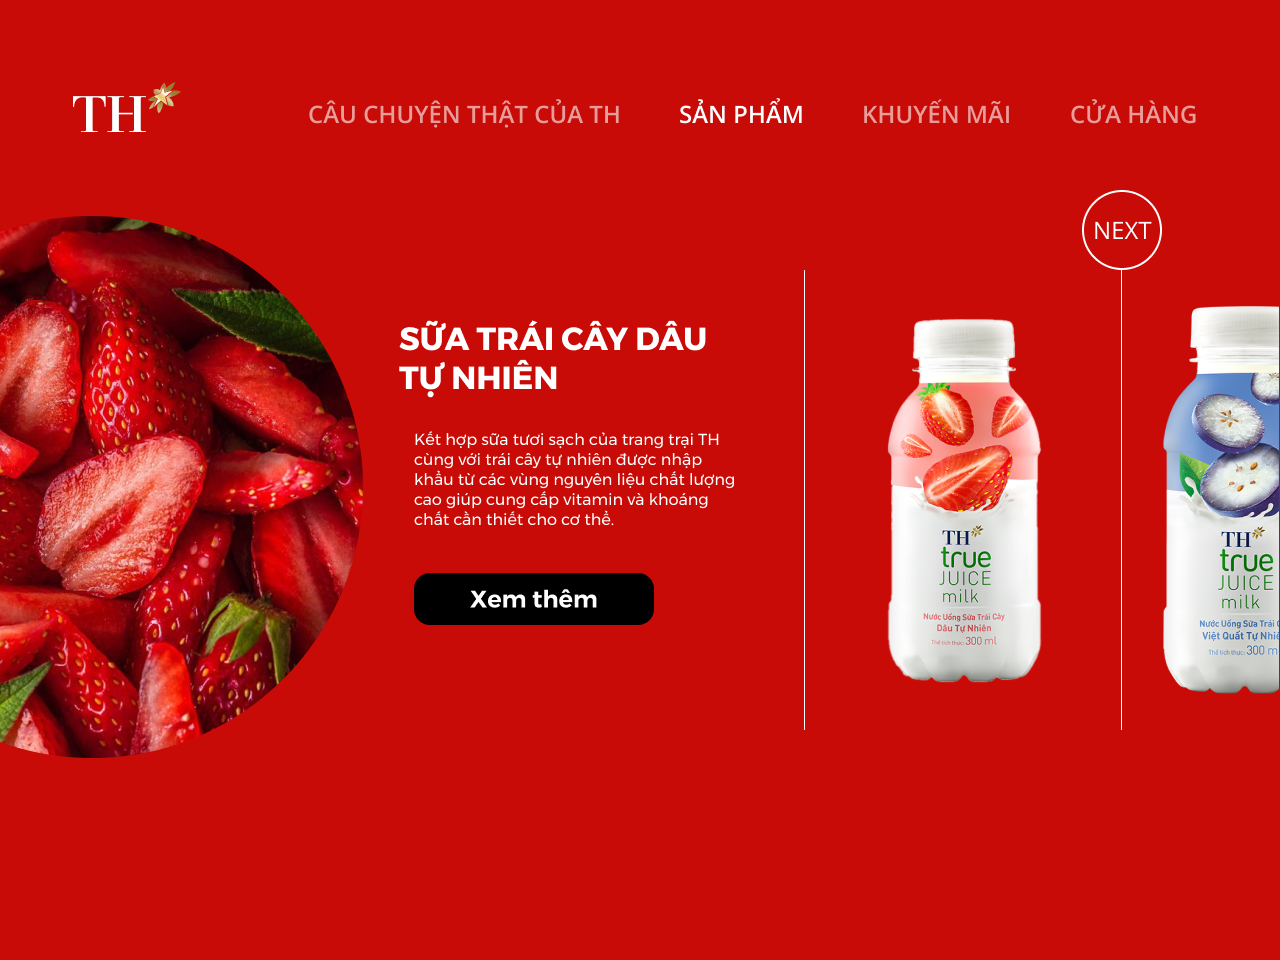 TH
CÂU CHUYỆN THẬT CỦA TH
SẢN PHẨM
KHUYẾN MÃI
CỬA HÀNG
NEXT
SỮA TRÁI CÂY DÂU
TỰ NHIÊN
Kết hợp sữa tươi sạch của trang trại TH
cùng với trái cây tự nhiên được nhập
khẩu từ các vùng nguyên liệu chất lượng
cao giúp cung cấp vitamin và khoáng
chất cần thiết cho cơ thể.
Xem thêm
TH
true
JUICE
milk
Nước Uống Sữa Trái Cây
Dâu Tự Nhiên
Thể tích thực: 300 ml
TH
true
JUICE
milk
Nước Uống Sữa Trái
Việt Quất Tự
Thể tích thực: 300